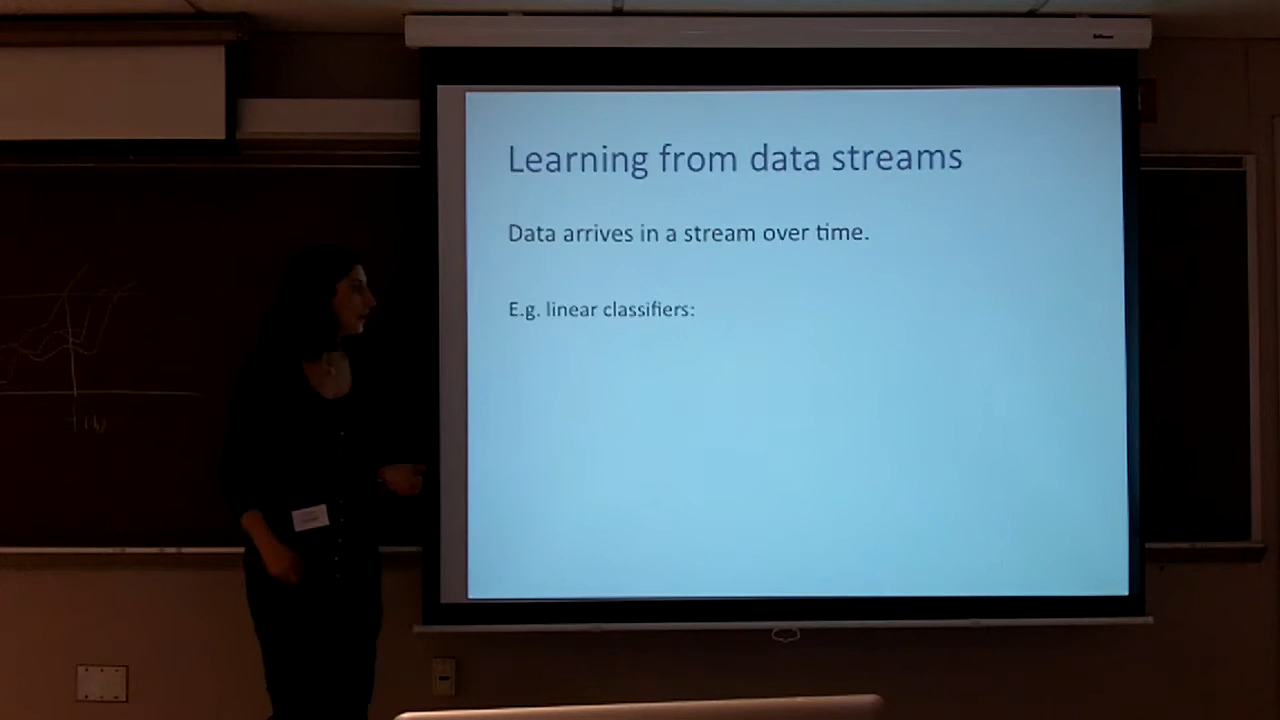 Learning from data streams
Data arrives in a stream over time.
E.g. linear classifiers: